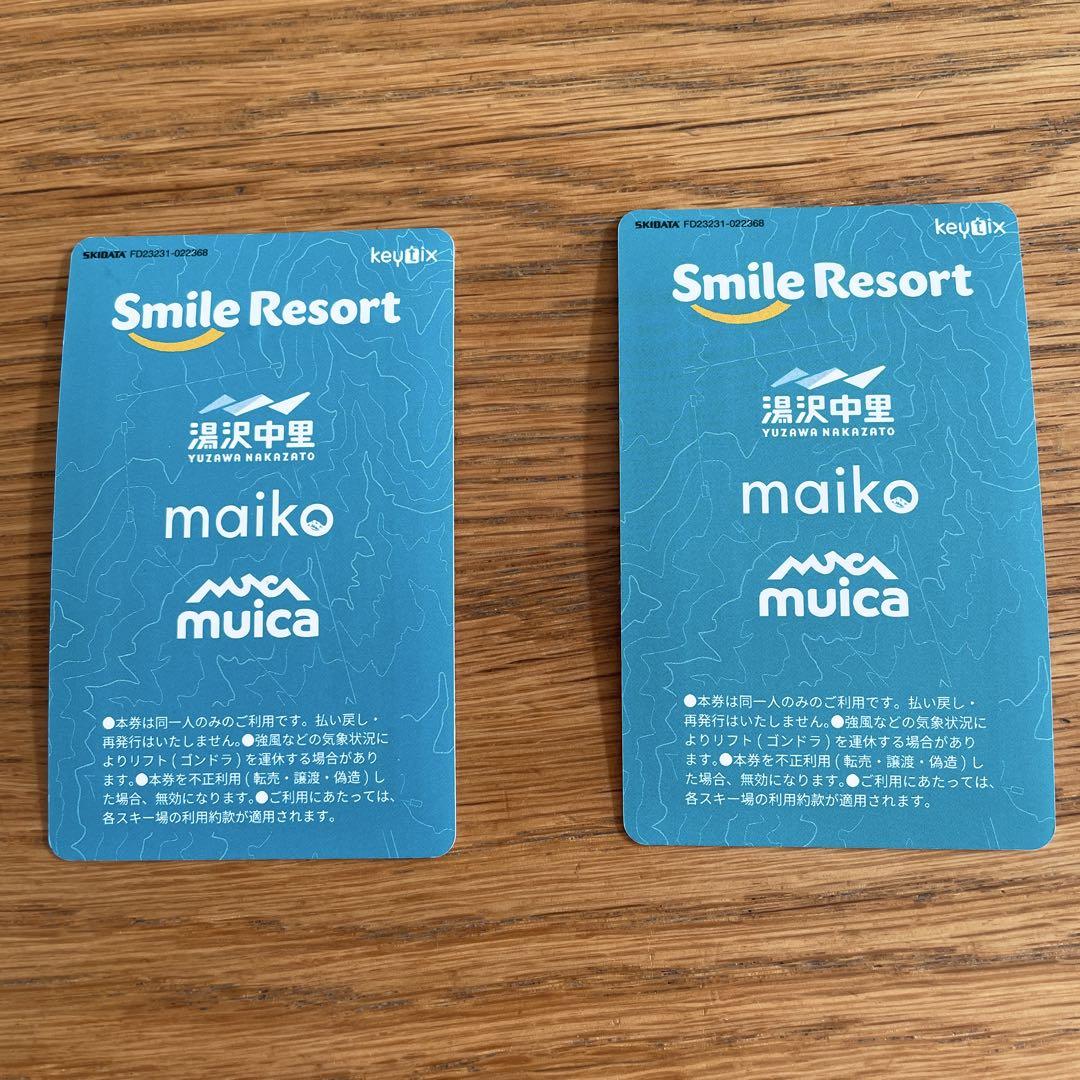 SKIDATA FD23231-022368
keytix
Smile Resort
湯沢中里
YUZAWA NAKAZATO
maiko
muica
●本券は同一人のみのご利用です。払い戻し・
再発行はいたしません。●強風などの気象状況に
よりリフト(ゴンドラ)を運休する場合があり
ます。●本券を不正利用(転売・譲渡・偽造)し
た場合、無効になります。●ご利用にあたっては、
各スキー場の利用約款が適用されます。
SKIDATA FD23231-022368
keytix
Smile Resort
湯沢中里
YUZAWA NAKAZATO
maiko
muica
●本券は同一人のみのご利用です。払い戻し・
再発行はいたしません。●強風などの気象状況に
よりリフト(ゴンドラ)を運休する場合があり
ます。●本券を不正利用(転売・譲渡・偽造)し
た場合、無効になります。●ご利用にあたっては、
各スキー場の利用約款が適用されます。